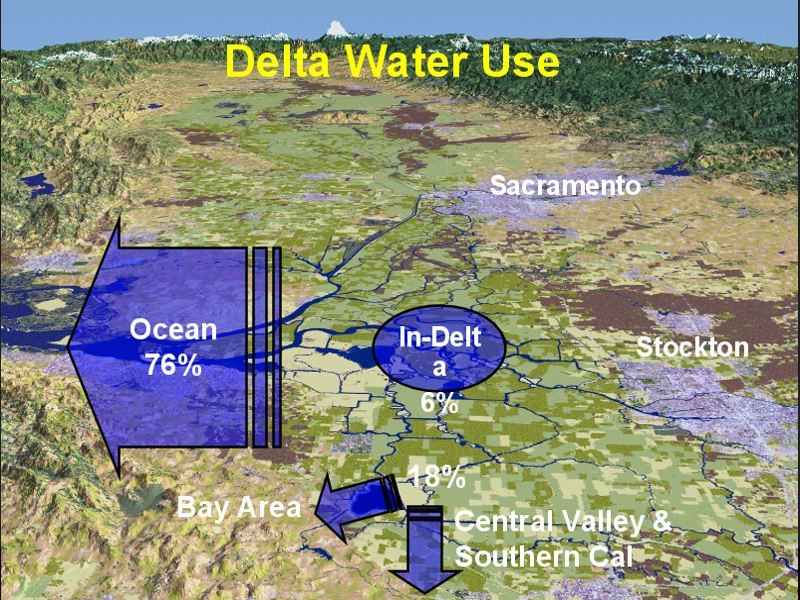 Delta Water Use
Sacramento
Ocean
76%
In-Delt
a
6%
Stockton
18%
Bay Area
Central Valley &
Southern Cal